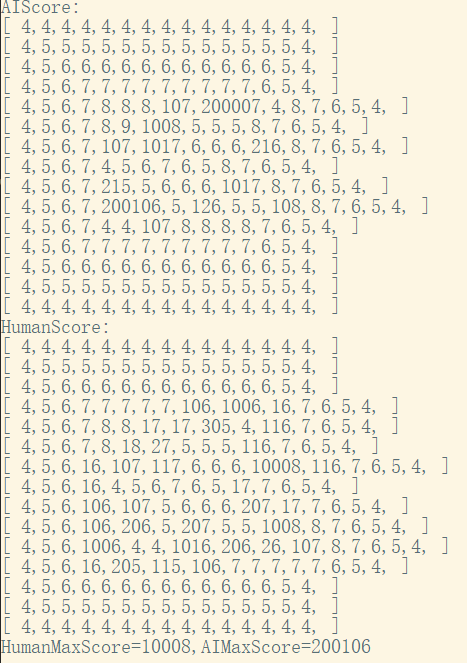 AIScore:
[ 4,4,4,4,4,4,4,4,4,4,4,4,4,4,4, ]
[ 4,5,5,5,5,5,5,5,5,5,5,5,5,5,4, ]
[ 4,5,6,6,6,6,6,6,6,6,6,6,6,5,4, ]
[ 4,5,6,7,7,7,7,7,7,7,7,7,6,5,4, ]
[ 4,5,6,7,8,8,8,107,200007,4,8,7,6,5,4, ]
[ 4,5,6,7,8,9,1008,5,5,5,8,7,6,5,4, ]
[ 4,5,6,7,107,1017,6,6,6,216,8,7,6,5,4, ]
[ 4,5,6,7,4,5,6,7,6,5,8,7,6,5,4, ]
[ 4,5,6,7,215,5,6,6,6,1017,8,7,6,5,4, ]
[ 4,5,6,7,200106,5,126,5,5,108,8,7,6,5,4, ]
[ 4,5,6,7,4,4,107,8,8,8,8,7,6,5,4, ]
[ 4,5,6,7,7,7,7,7,7,7,7,7,6,5,4, ]
[ 4,5,6,6,6,6,6,6,6,6,6,6,6,5,4, ]
[ 4,5,5,5,5,5,5,5,5,5,5,5,5,5,4, ]
[ 4,4,4,4,4,4,4,4,4,4,4,4,4,4,4, ]
HumanScore:
[ 4,4,4,4,4,4,4,4,4,4,4,4,4,4,4, ]
[ 4,5,5,5,5,5,5,5,5,5,5,5,5,5,4, ]
[ 4,5,6,6,6,6,6,6,6,6,6,6,6,5,4, ]
[ 4,5,6,7,7,7,7,7,106,1006,16,7,6,5,4, ]
[ 4,5,6,7,8,8,17,17,305,4,116,7,6,5,4, ]
[ 4,5,6,7,8,18,27,5,5,5,116,7,6,5,4, ]
[ 4,5,6,16,107,117,6,6,6,10008,116,7,6,5,4, ]
[ 4,5,6,16,4,5,6,7,6,5,17,7,6,5,4, ]
[ 4,5,6,106,107,5,6,6,6,207,17,7,6,5,4, ]
[ 4,5,6,106,206,5,207,5,5,1008,8,7,6,5,4, ]
[ 4,5,6,1006,4,4,1016,206,26,107,8,7,6,5,4, ]
[ 4,5,6,16,205,115,106,7,7,7,7,7,6,5,4, ]
[ 4,5,6,6,6,6,6,6,6,6,6,6,6,5,4, ]
[ 4,5,5,5,5,5,5,5,5,5,5,5,5,5,4, ]
[ 4,4,4,4,4,4,4,4,4,4,4,4,4,4,4, ]
HumanMaxScore=10008,AIMaxScore=200106